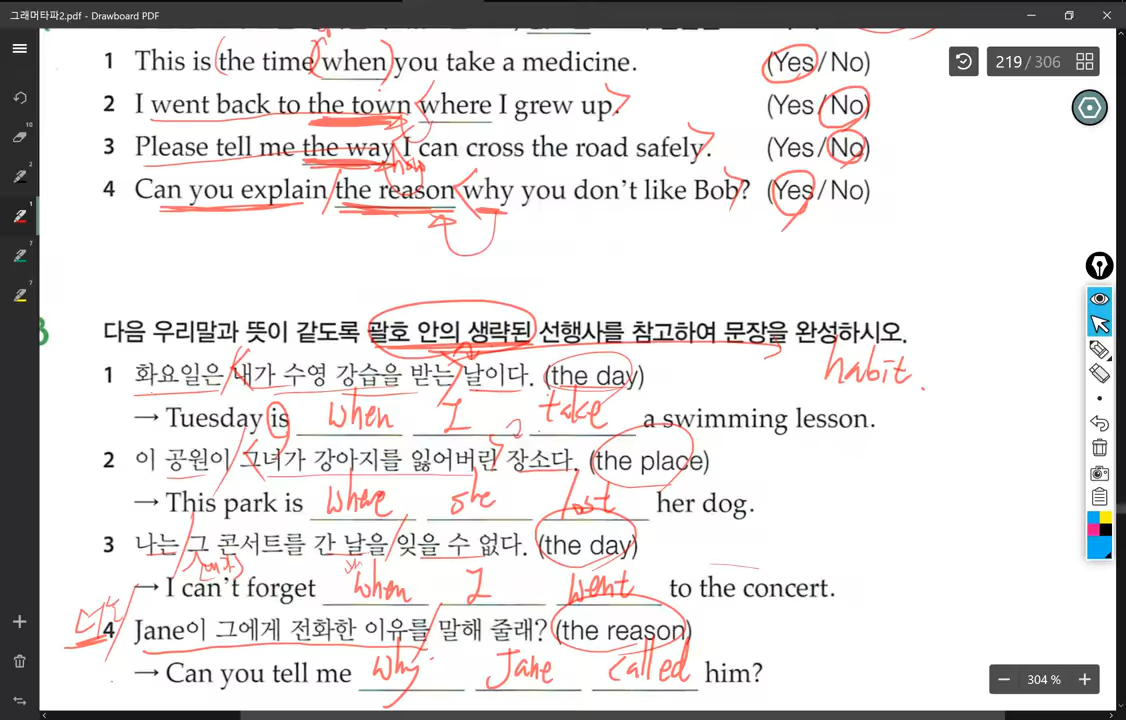 그래머타파2.pdf - Drawboard PDF
219 / 306
1 This is the time when you take a medicine. (Yes/No)
2 I went back to the town where I grew up. (Yes/No)
3 Please tell me the way I can cross the road safely. (Yes/No)
how
4 Can you explain the reason why you don't like Bob? (Yes/No)
다음 우리말과 뜻이 같도록 괄호 안의 생략된 선행사를 참고하여 문장을 완성하시오.
habit.
1 화요일은 내가 수영 강습을 받는 날이다. (the day)
→ Tuesday is when I take a swimming lesson.
2 이 공원이 그녀가 강아지를 잃어버린 장소다. (the place)
→ This park is where she lost her dog.
3 나는 그 콘서트를 간 날을 잊을 수 없다. (the day)
→ I can't forget when I went to the concert.
4 Jane이 그에게 전화한 이유를 말해 줄래? (the reason)
→ Can you tell me why Jane called him?
304 %